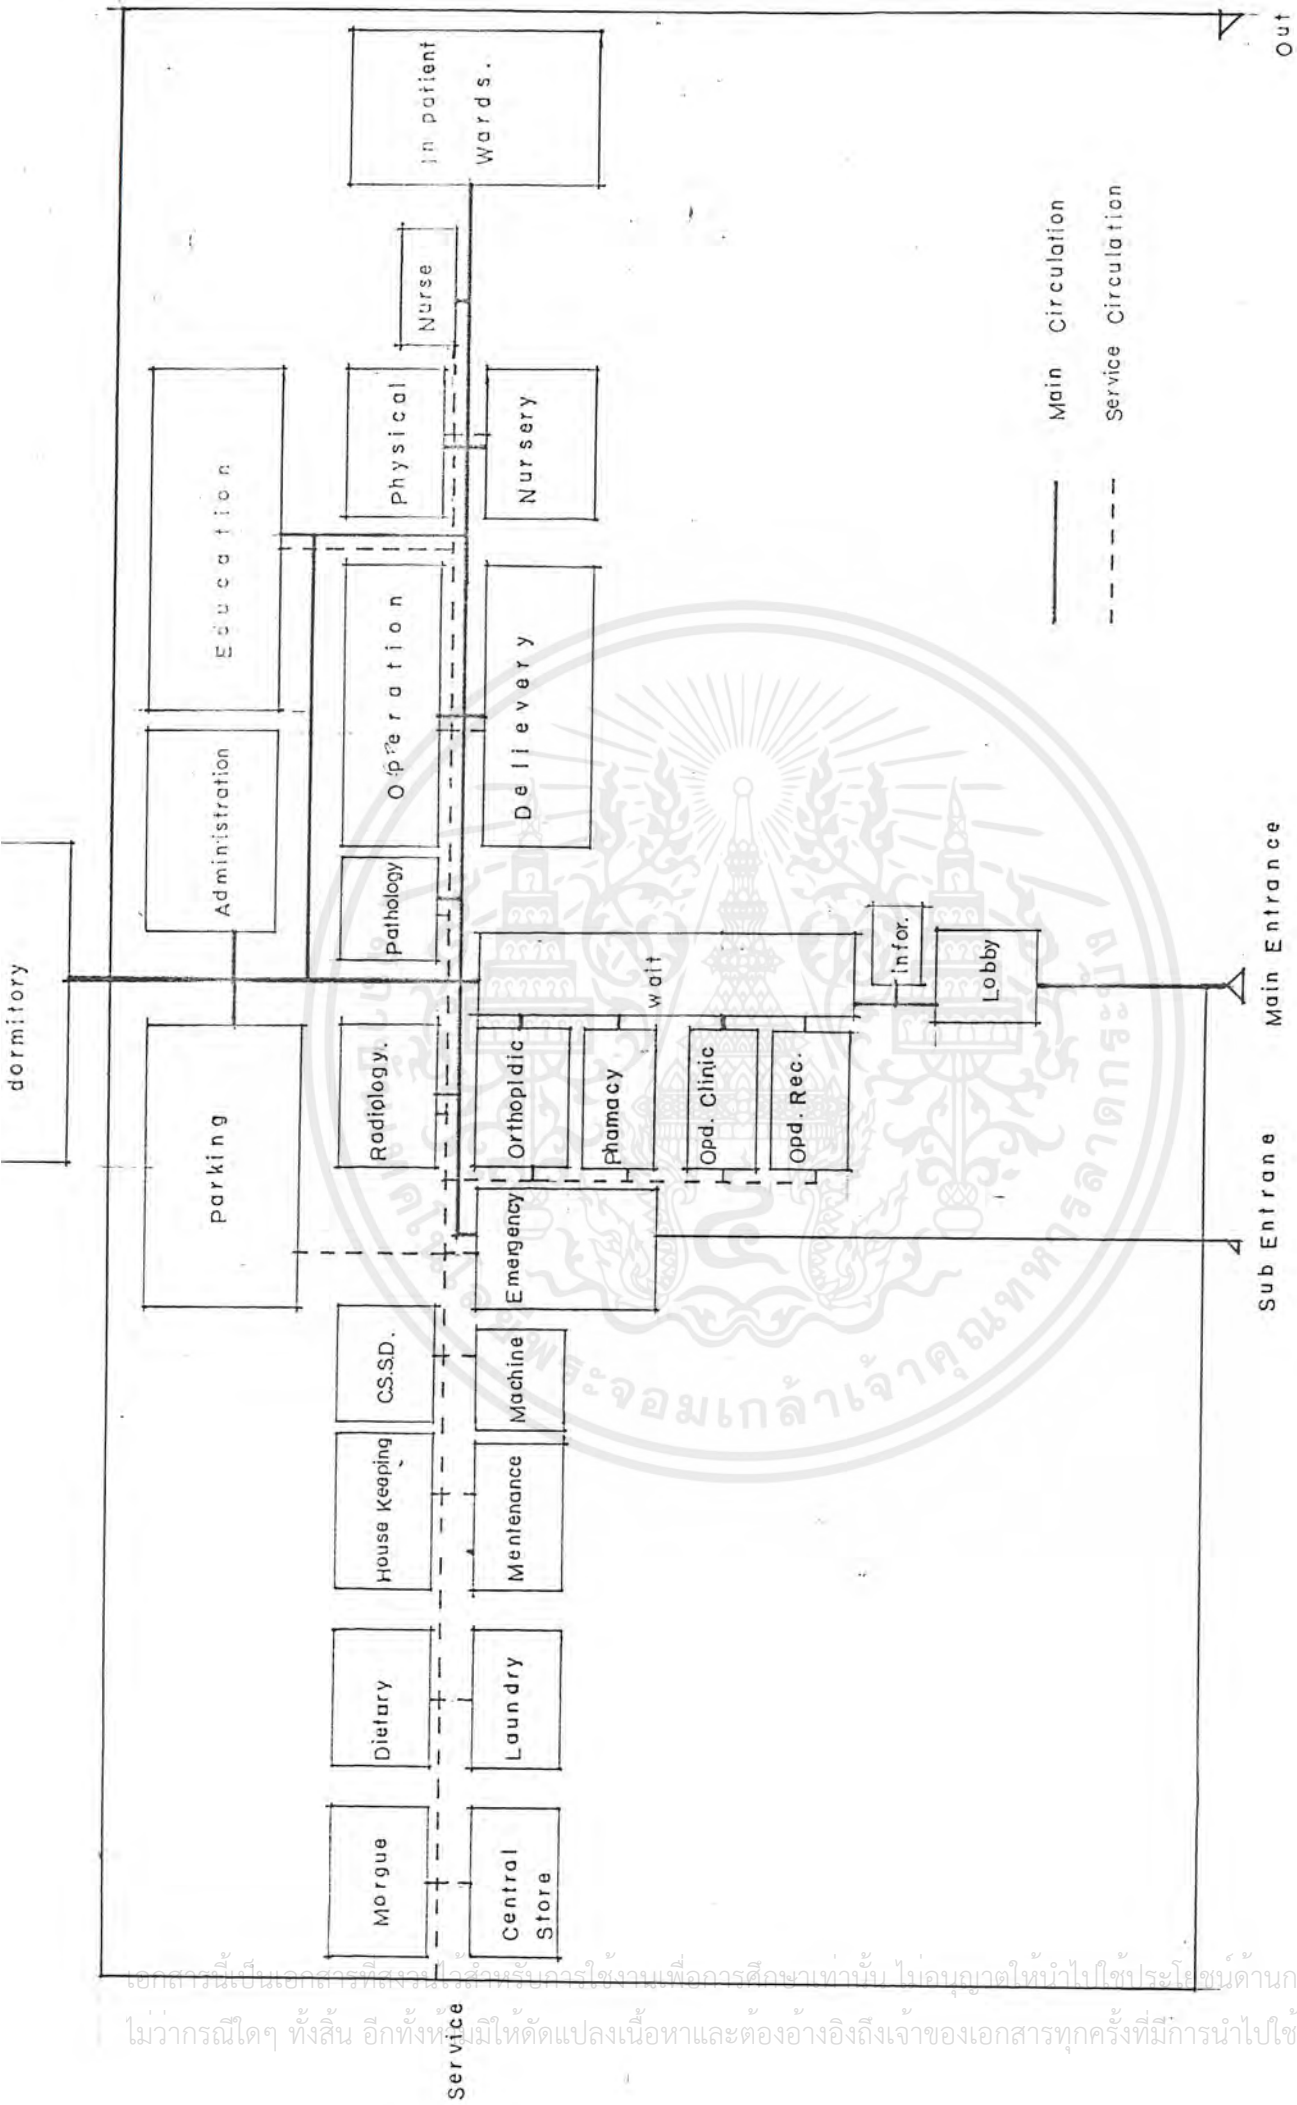 dormitory
Parking
Administration
Education
Morgue
Dietary
House Keaping
C.S.S.D.
Radiology.
Pathology
Operation
Physical
Nurse
In patient
Wards.
Service
Central
Store
Laundry
Mentenance
Machine
Emergency
Orthopidic
Phamacy
Opd. Clinic
Opd. Rec.
wait
Delievery
Nursery
infor.
Lobby
Main Circulation
Service Circulation
Sub Entrane
Main Entrance
Out
เอกสารนี้เป็นเอกสารที่สงวนไว้สำหรับการใช้งานเพื่อการศึกษาเท่านั้น ไม่อนุญาตให้นำไปใช้ประโยชน์ด้านก
ไม่ว่ากรณีใดๆ ทั้งสิ้น อีกทั้งห้ามมิให้ดัดแปลงเนื้อหาและต้องอ้างอิงถึงเจ้าของเอกสารทุกครั้งที่มีการนำไปใช้